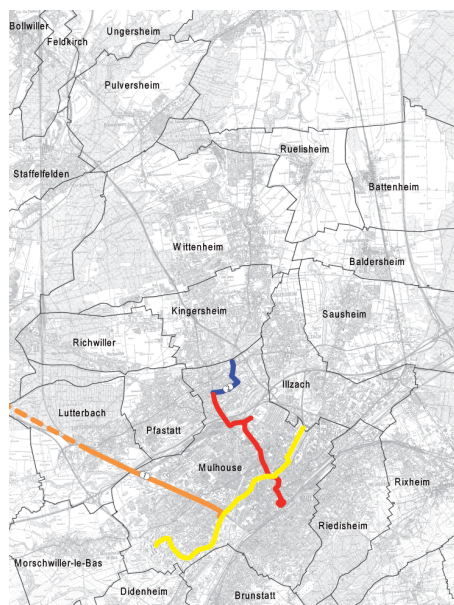 Bollwiller
Ungersheim
Feldkirch
Pulversheim
Ruelisheim
Staffelfelden
Battenheim
Wittenheim
Baldersheim
Kingersheim
Sausheim
Richwiller
Illzach
Lutterbach
Pfastatt
Mulhouse
Rixheim
Riedisheim
Morschwiller-le-Bas
Didenheim
Brunstatt